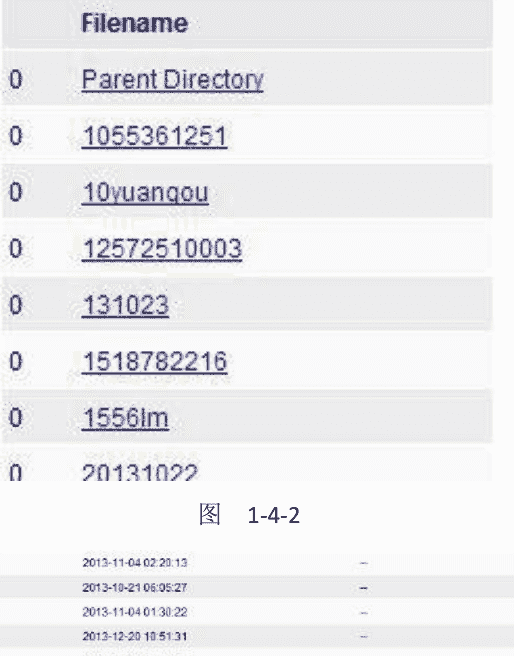 Filename
0 Parent Directory
0 1055361251
0 10yuangou
0 12572510003
0 131023
0 1518782216
0 1556lm
0 20131022
图 1-4-2
2013-11-04 02:20:13 --
2013-10-21 06:05:27 --
2013-11-04 01:30:22 --
2013-12-20 10:51:31 --